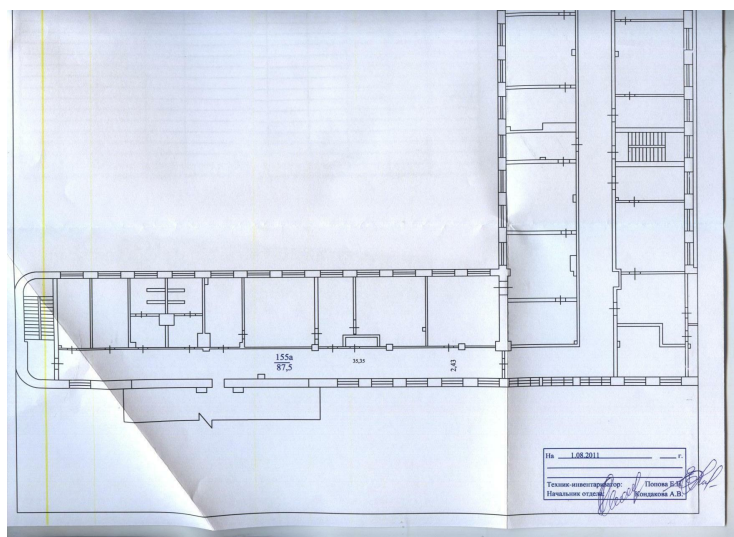 155а
87,5
35,35
2,43
На 1.08.2011 г.
Техник-инвентаризатор: Попова Е.В.
Начальник отдела Кондакова А.В.